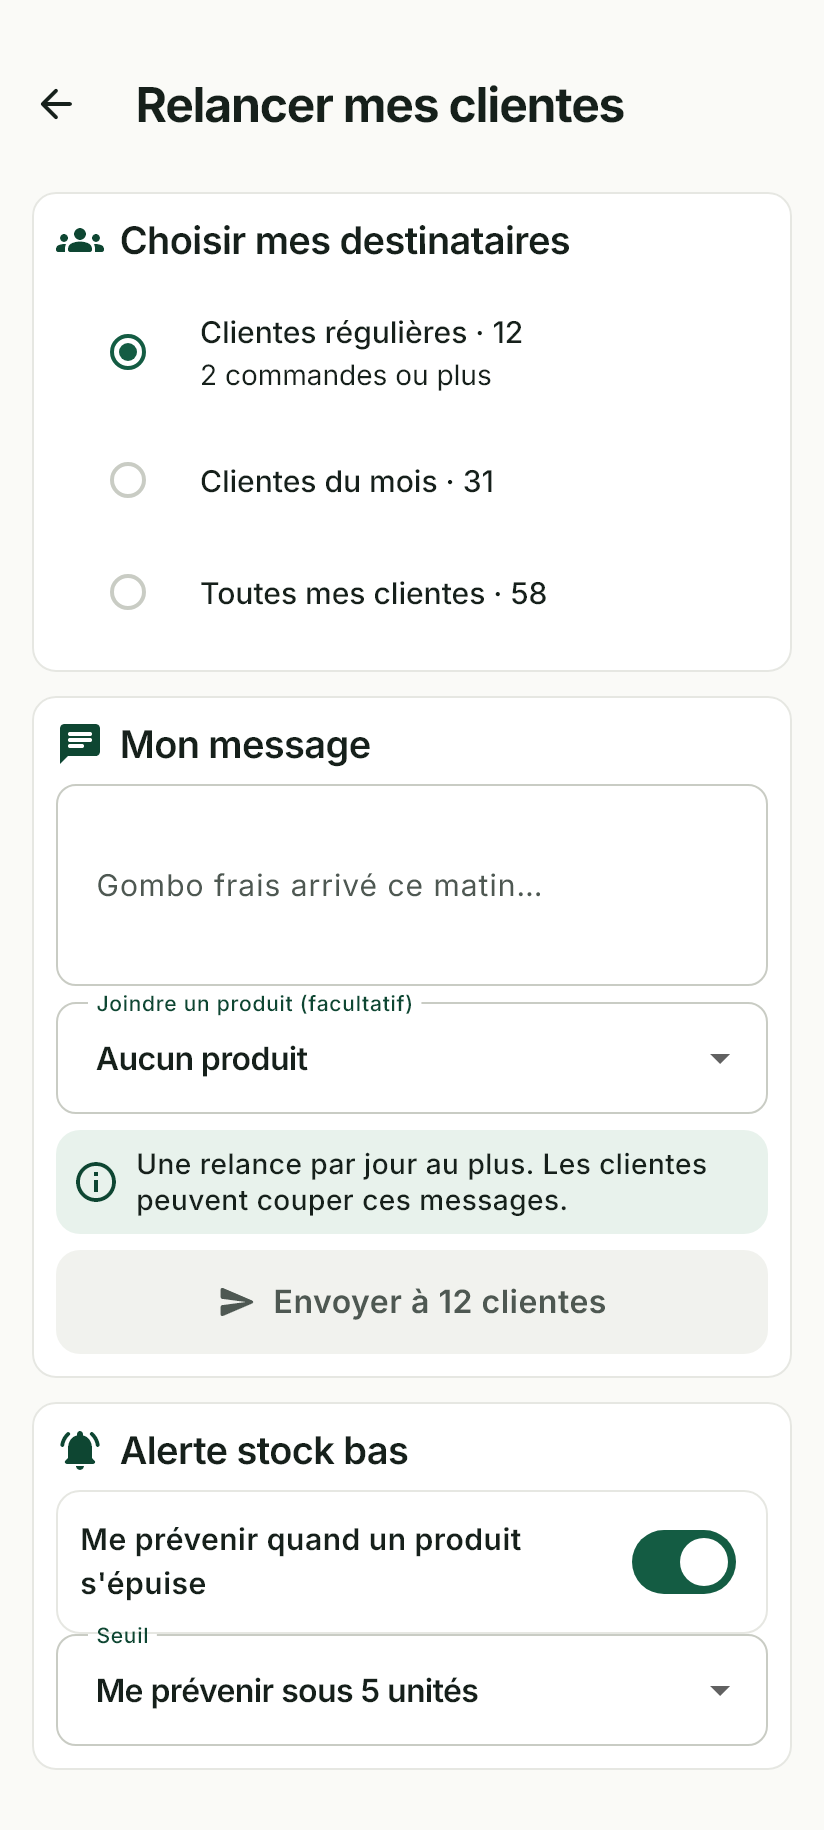 Relancer mes clientes
Choisir mes destinataires
Clientes régulières · 12
2 commandes ou plus
Clientes du mois · 31
Toutes mes clientes · 58
Mon message
Gombo frais arrivé ce matin...
Joindre un produit (facultatif)
Aucun produit
Une relance par jour au plus. Les clientes
peuvent couper ces messages.
Envoyer à 12 clientes
Alerte stock bas
Me prévenir quand un produit
s'épuise
Seuil
Me prévenir sous 5 unités